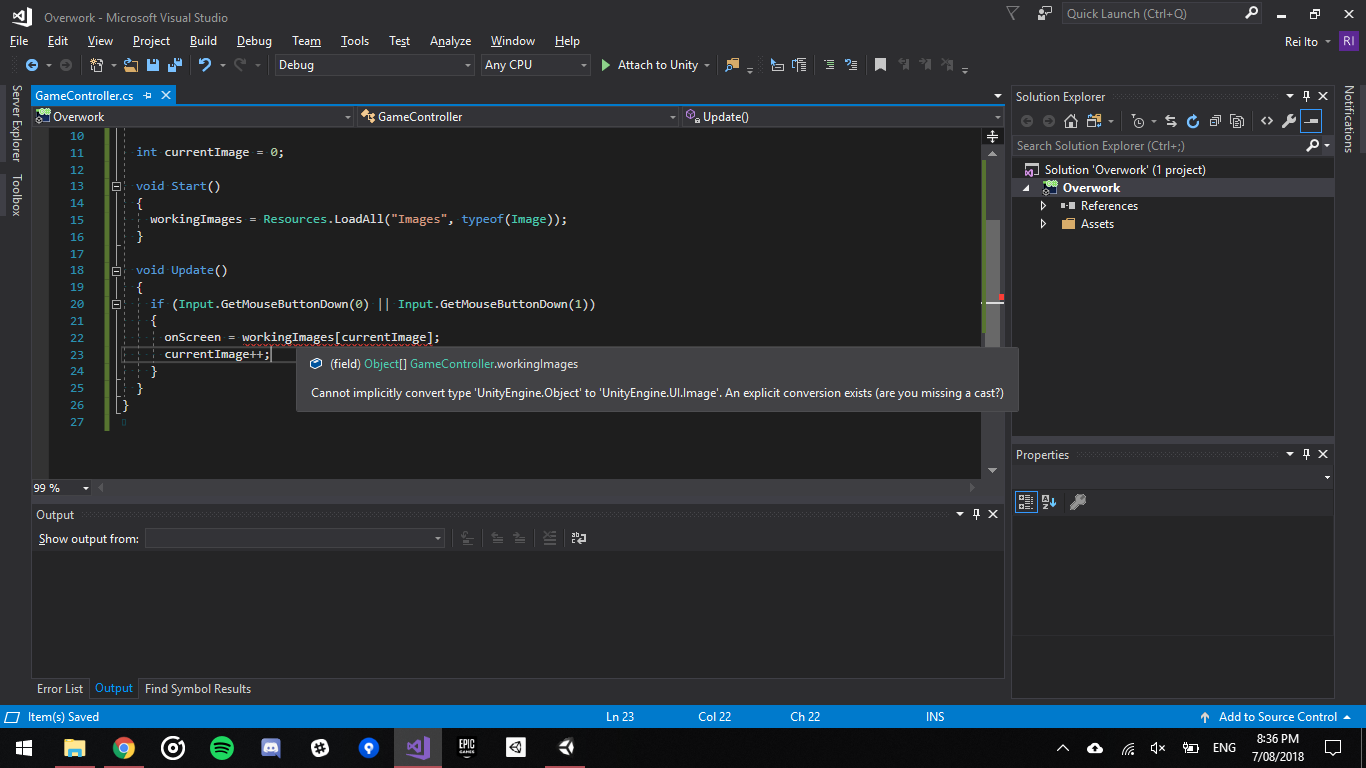 Overwork - Microsoft Visual Studio
Quick Launch (Ctrl+Q)
File Edit View Project Build Debug Team Tools Test Analyze Window Help
Rei Ito
RI
Debug
Any CPU
Attach to Unity
Server Explorer
Toolbox
GameController.cs
Overwork
GameController
Update()
10
11 int currentImage = 0;
12
13 void Start()
14 {
15 workingImages = Resources.LoadAll("Images", typeof(Image));
16 }
17
18 void Update()
19 {
20 if (Input.GetMouseButtonDown(0) || Input.GetMouseButtonDown(1))
21 {
22 onScreen = workingImages[currentImage];
23 currentImage++;
24 }
25 }
26 }
27
(field) Object[] GameController.workingImages
Cannot implicitly convert type 'UnityEngine.Object' to 'UnityEngine.UI.Image'. An explicit conversion exists (are you missing a cast?)
99 %
Output
Show output from:
Error List Output Find Symbol Results
Solution Explorer
Search Solution Explorer (Ctrl+;)
Solution 'Overwork' (1 project)
Overwork
References
Assets
Properties
Notifications
Item(s) Saved
Ln 23
Col 22
Ch 22
INS
Add to Source Control
EPIC
GAMES
ENG
8:36 PM
7/08/2018